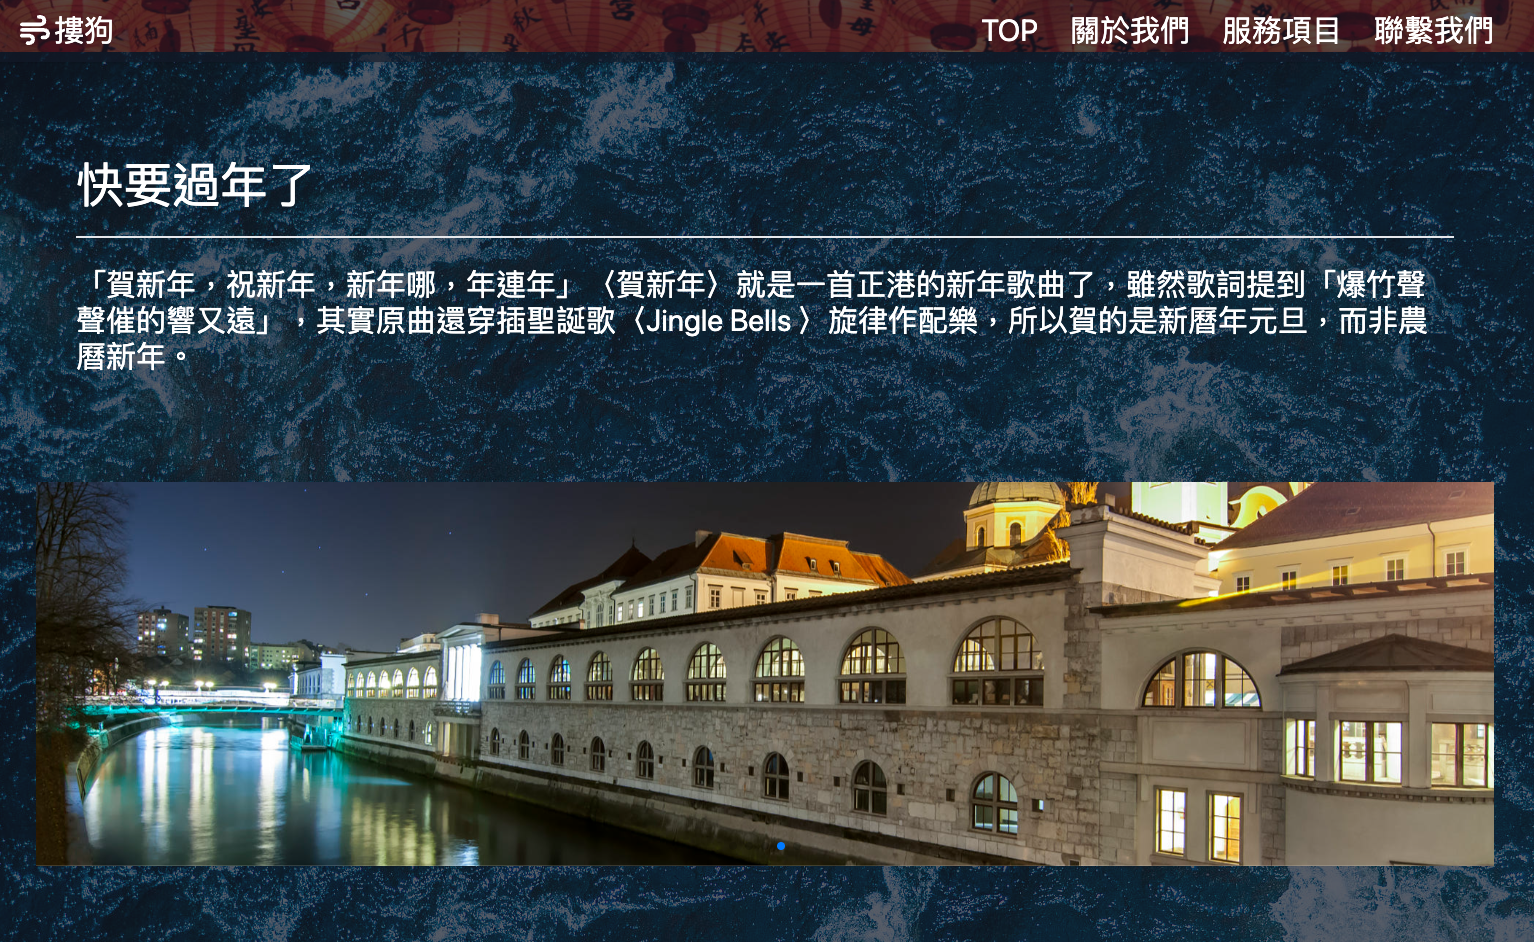 摟狗
TOP 關於我們 服務項目 聯繫我們
快要過年了
「賀新年，祝新年，新年哪，年連年」〈賀新年〉就是一首正港的新年歌曲了，雖然歌詞提到「爆竹聲
聲催的響又遠」，其實原曲還穿插聖誕歌〈Jingle Bells 〉旋律作配樂，所以賀的是新曆年元旦，而非農
曆新年。